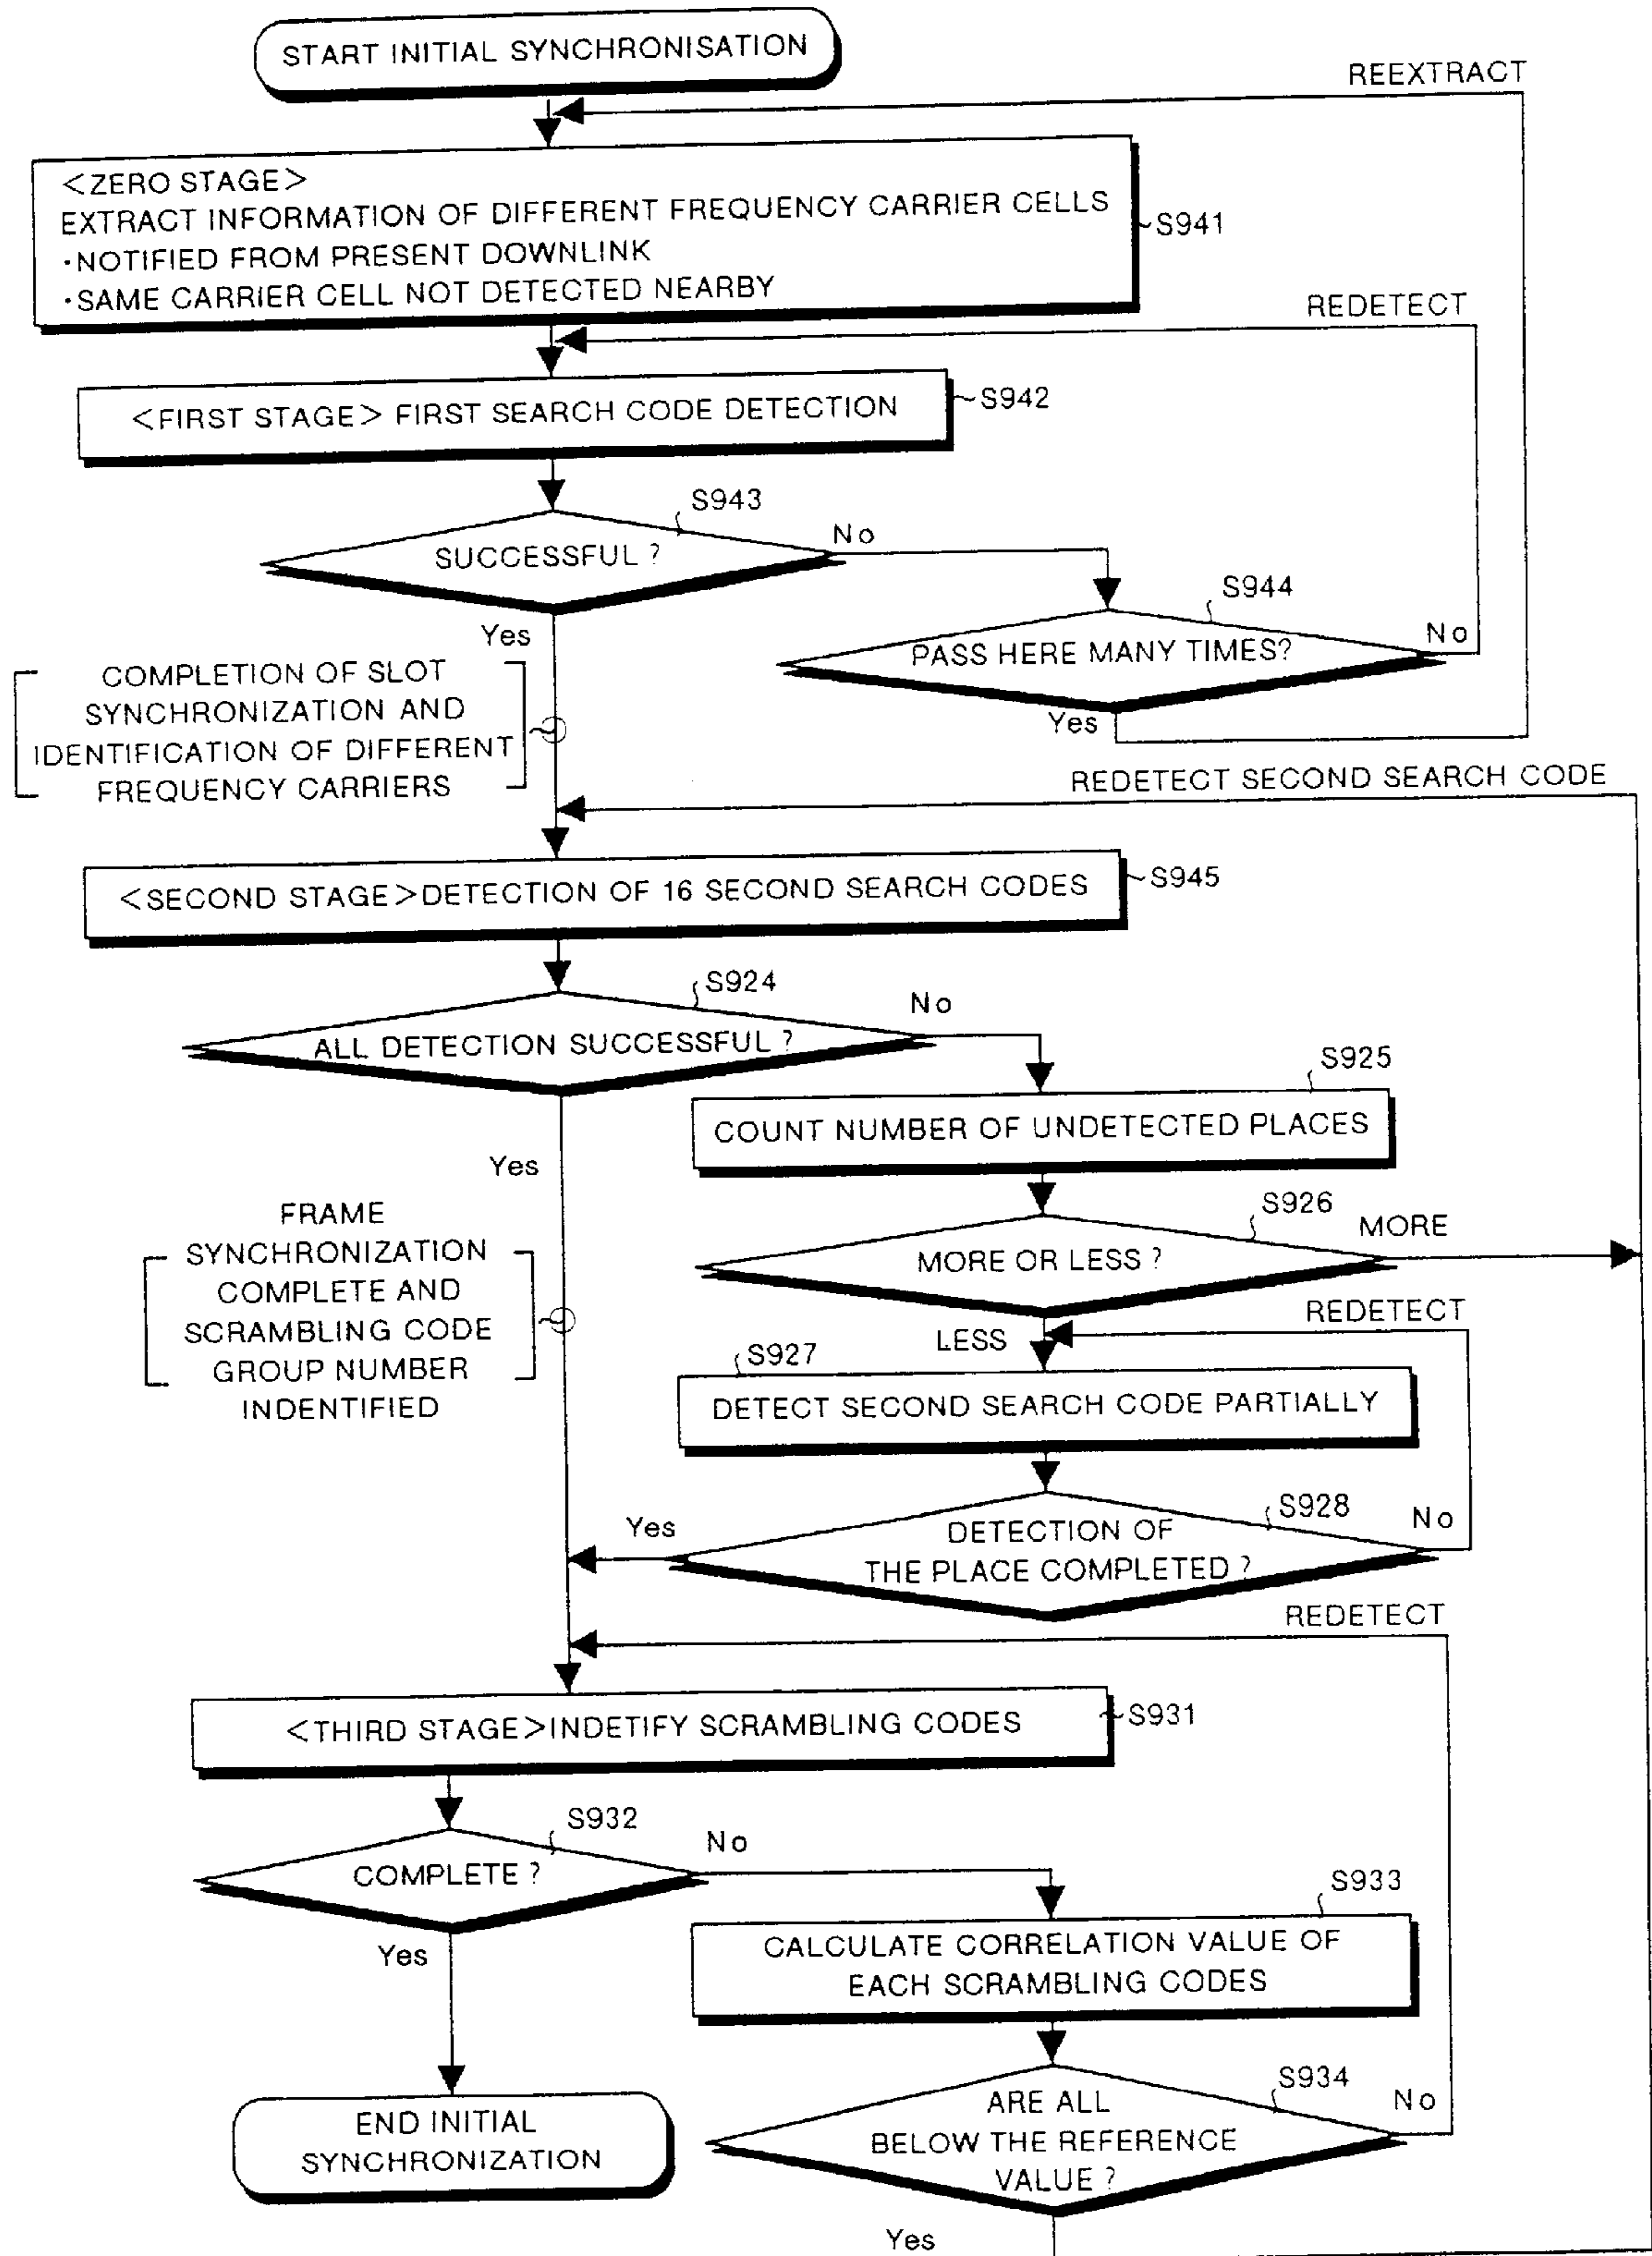 START INITIAL SYNCHRONISATION
REEXTRACT
<ZERO STAGE>
EXTRACT INFORMATION OF DIFFERENT FREQUENCY CARRIER CELLS
·NOTIFIED FROM PRESENT DOWNLINK
·SAME CARRIER CELL NOT DETECTED NEARBY
S941
REDETECT
<FIRST STAGE> FIRST SEARCH CODE DETECTION
S942
S943
SUCCESSFUL ?
No
S944
PASS HERE MANY TIMES?
No
Yes
Yes
COMPLETION OF SLOT
SYNCHRONIZATION AND
IDENTIFICATION OF DIFFERENT
FREQUENCY CARRIERS
REDETECT SECOND SEARCH CODE
<SECOND STAGE>DETECTION OF 16 SECOND SEARCH CODES
S945
S924
ALL DETECTION SUCCESSFUL ?
No
S925
COUNT NUMBER OF UNDETECTED PLACES
Yes
S926
MORE OR LESS ?
MORE
FRAME
SYNCHRONIZATION
COMPLETE AND
SCRAMBLING CODE
GROUP NUMBER
INDENTIFIED
REDETECT
LESS
S927
DETECT SECOND SEARCH CODE PARTIALLY
S928
DETECTION OF
THE PLACE COMPLETED ?
No
Yes
REDETECT
<THIRD STAGE>INDETIFY SCRAMBLING CODES
S931
S932
COMPLETE ?
No
S933
CALCULATE CORRELATION VALUE OF
EACH SCRAMBLING CODES
Yes
S934
ARE ALL
BELOW THE REFERENCE
VALUE ?
No
END INITIAL
SYNCHRONIZATION
Yes